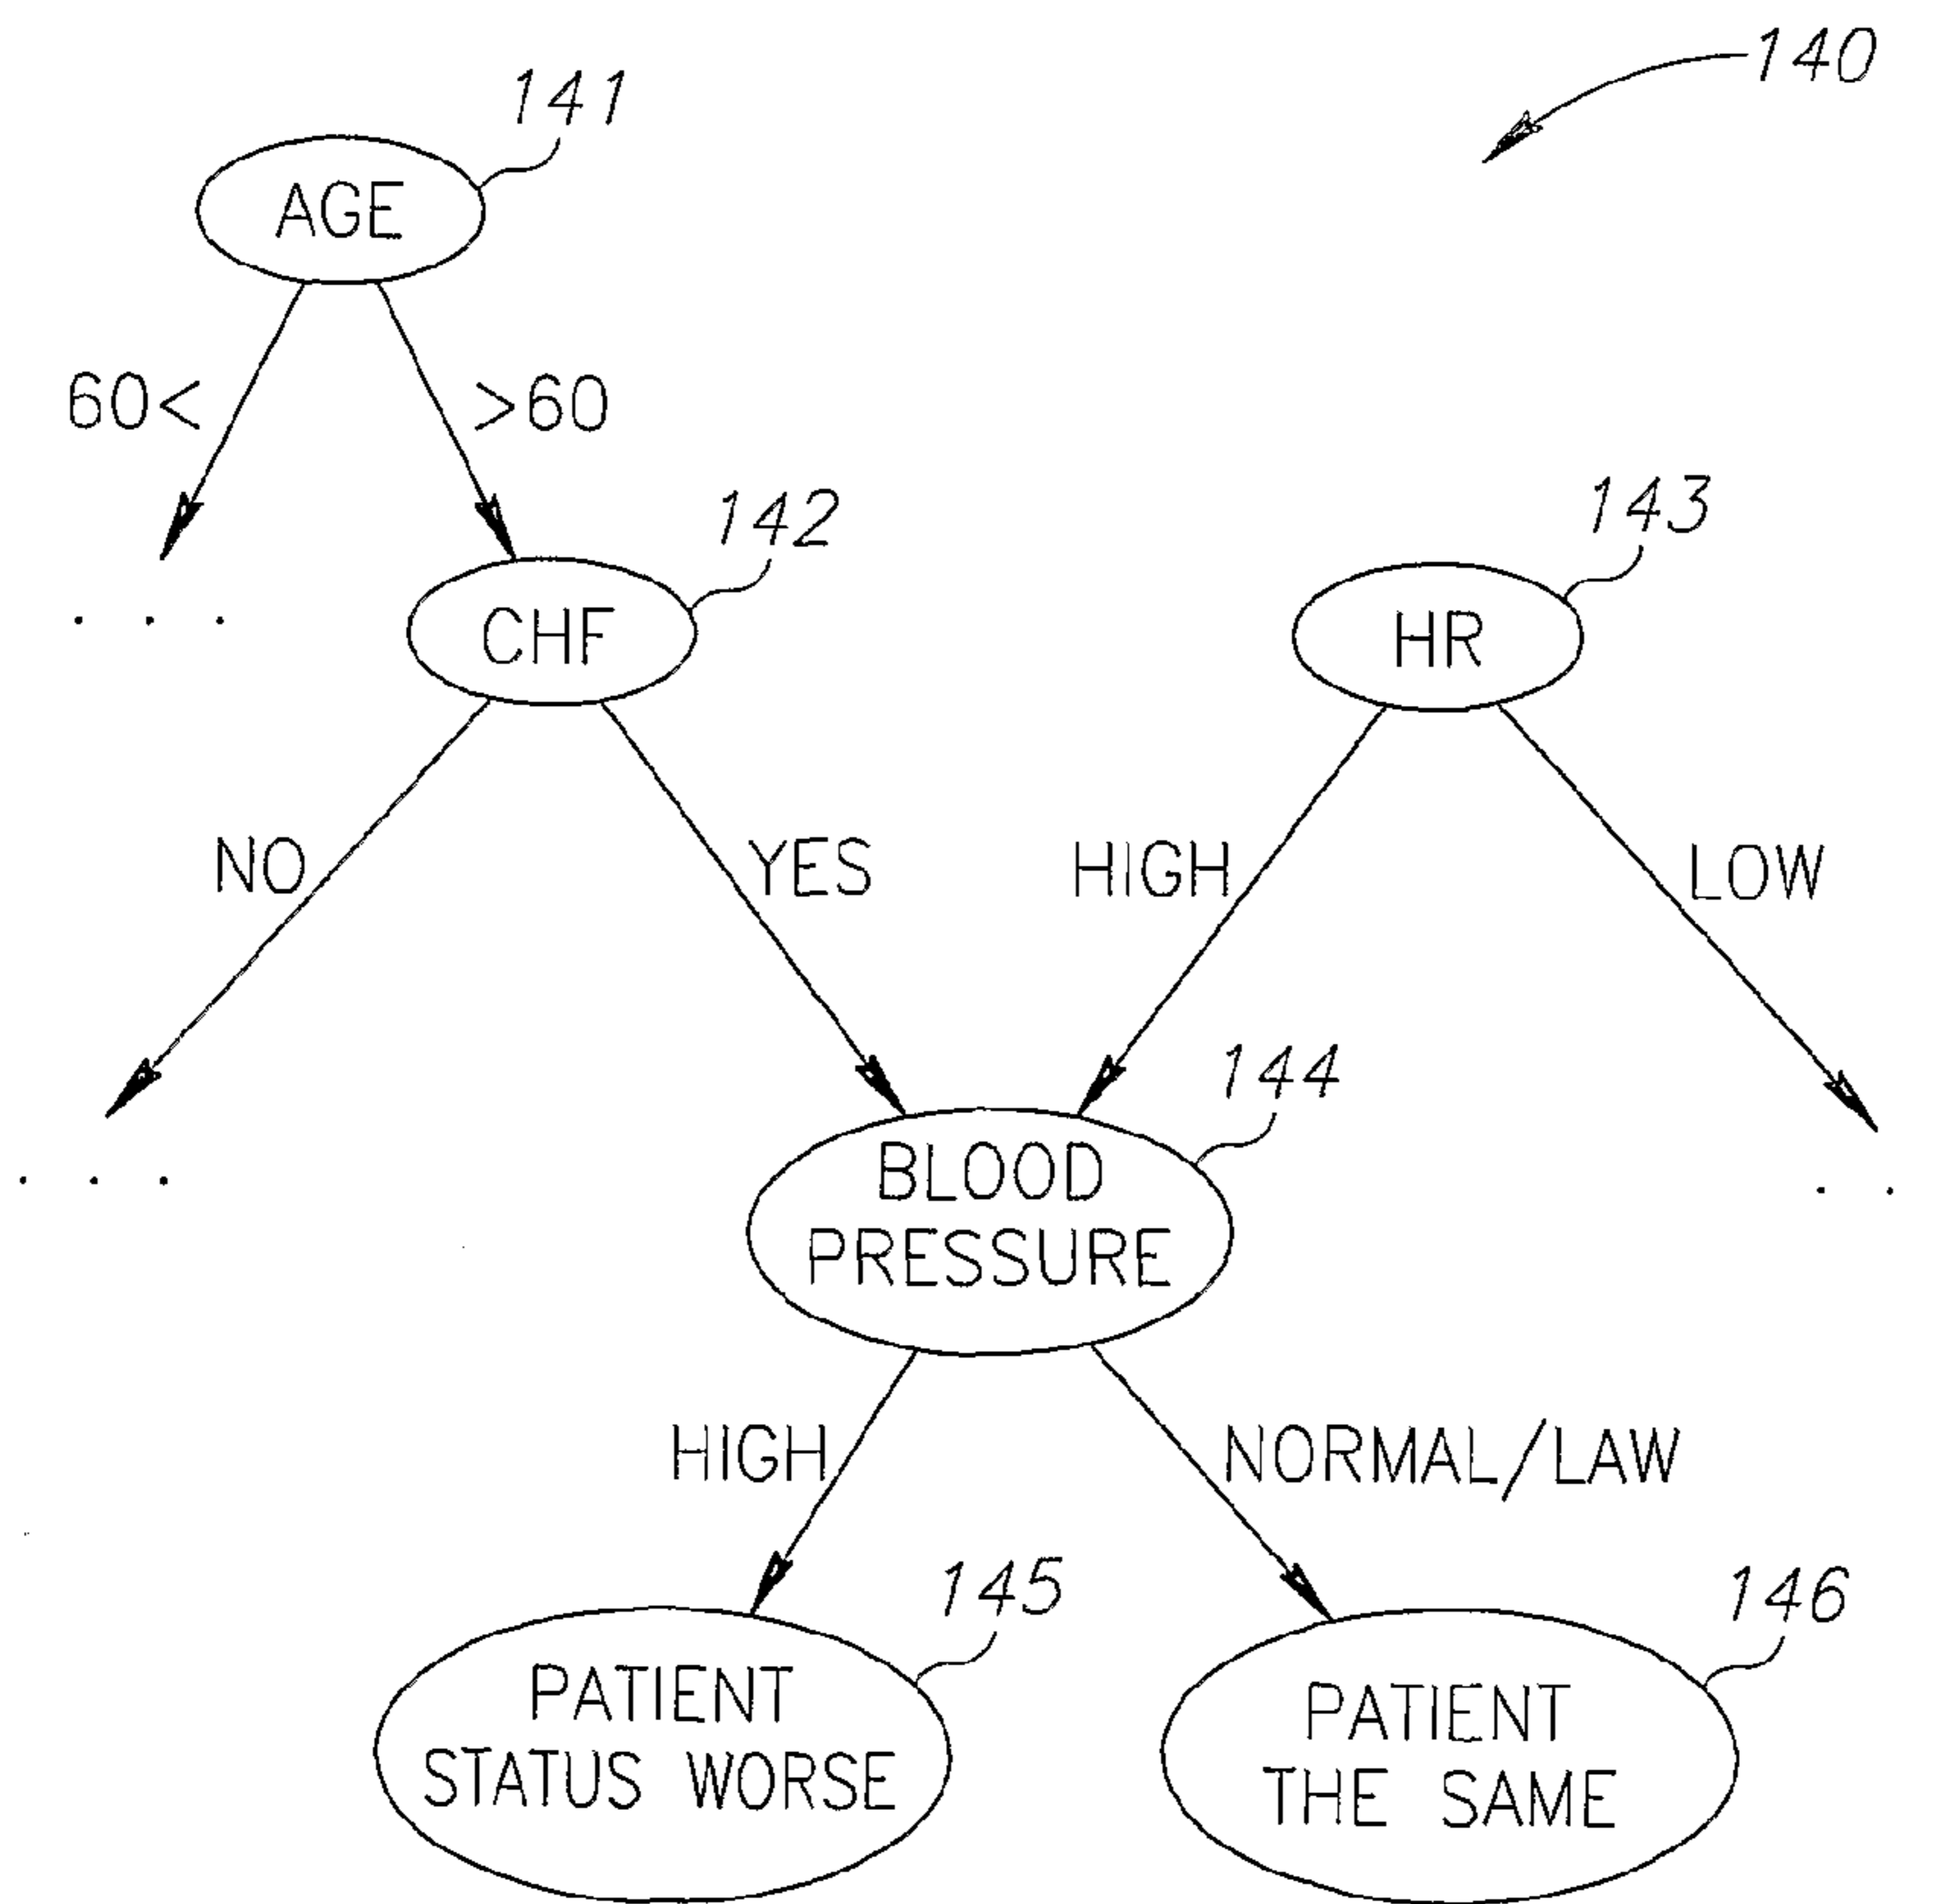 140
141
AGE
60<
>60
142
143
CHF
HR
. . .
NO
YES
HIGH
LOW
144
BLOOD
PRESSURE
. . .
. .
HIGH
NORMAL/LAW
145
146
PATIENT
STATUS WORSE
PATIENT
THE SAME